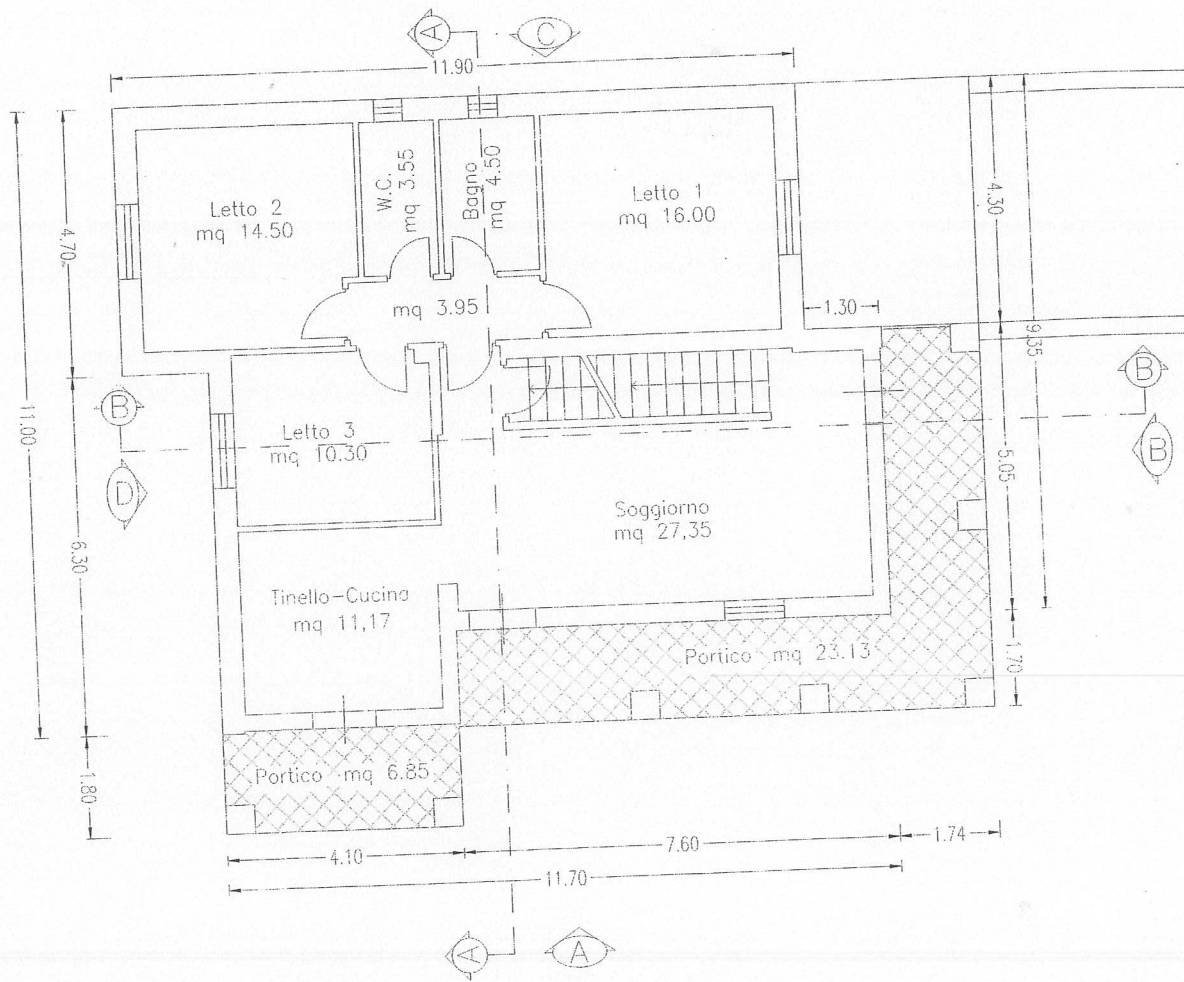 A
C
11.90
Letto 2
mq 14.50
W.C.
mq 3.55
Bagno
mq 4.50
Letto 1
mq 16.00
4.70
4.30
mq 3.95
1.30
9.35
11.00
B
B
Letto 3
mq 10.30
D
B
5.05
Soggiorno
mq 27,35
6.30
Tinello-Cucina
mq 11,17
Portico mq 23.13
1.70
Portico mq 6.85
1.80
4.10
7.60
1.74
11.70
A
A